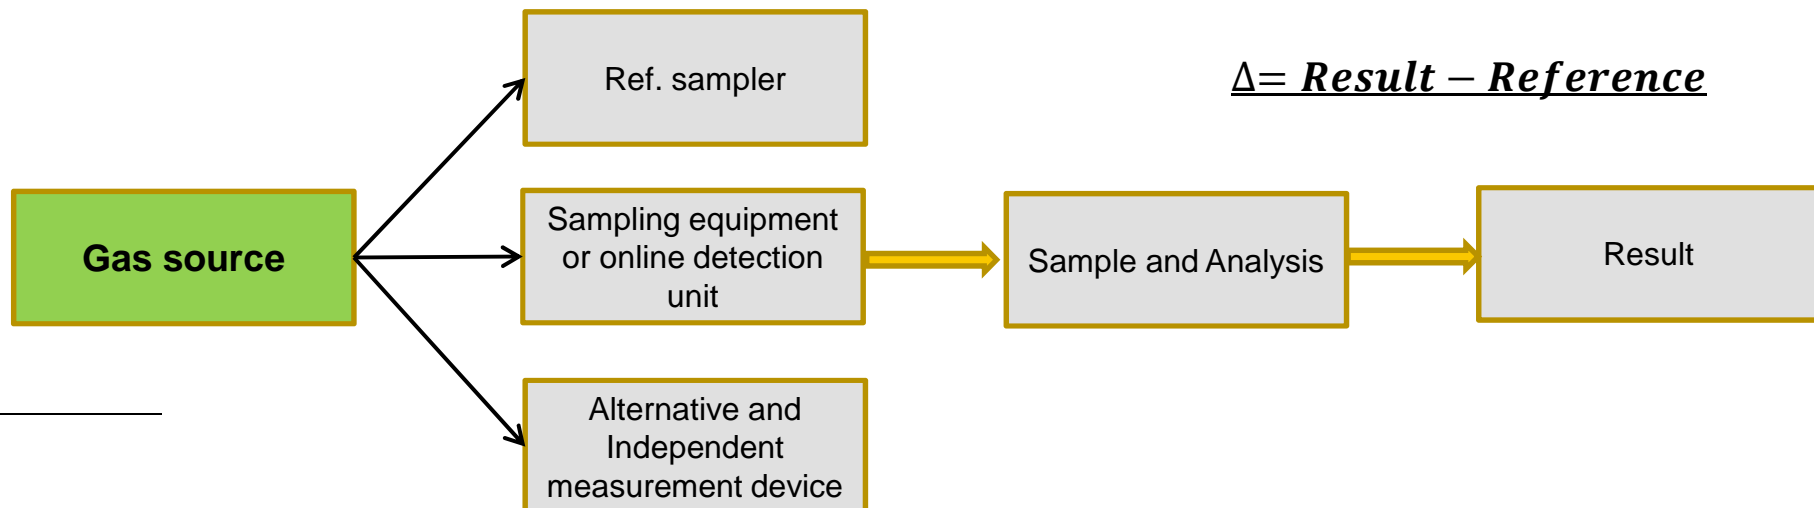 Ref. sampler
Δ= Result – Reference
Gas source
Sampling equipment
or online detection
unit
Sample and Analysis
Result
Alternative and
Independent
measurement device